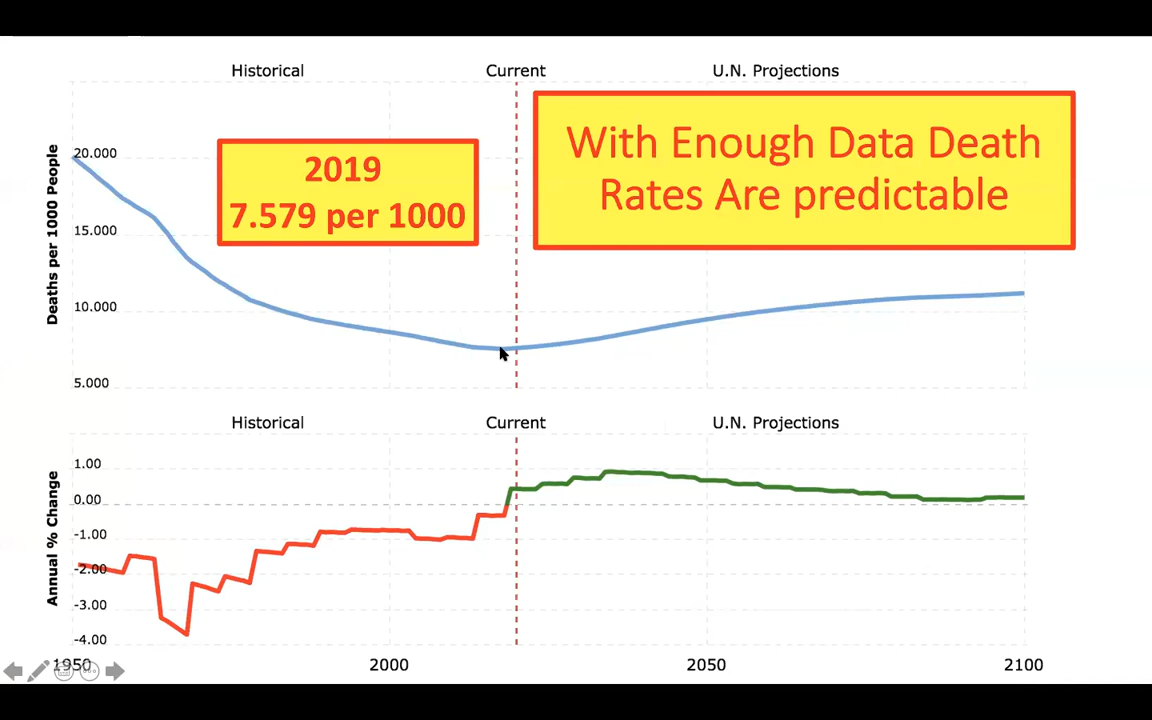 Historical
Current
U.N. Projections
With Enough Data Death
Rates Are predictable
2019
7.579 per 1000
Deaths per 1000 People
20.000
15.000
10.000
5.000
Historical
Current
U.N. Projections
Annual % Change
1.00
0.00
-1.00
-2.00
-3.00
-4.00
1950
2000
2050
2100